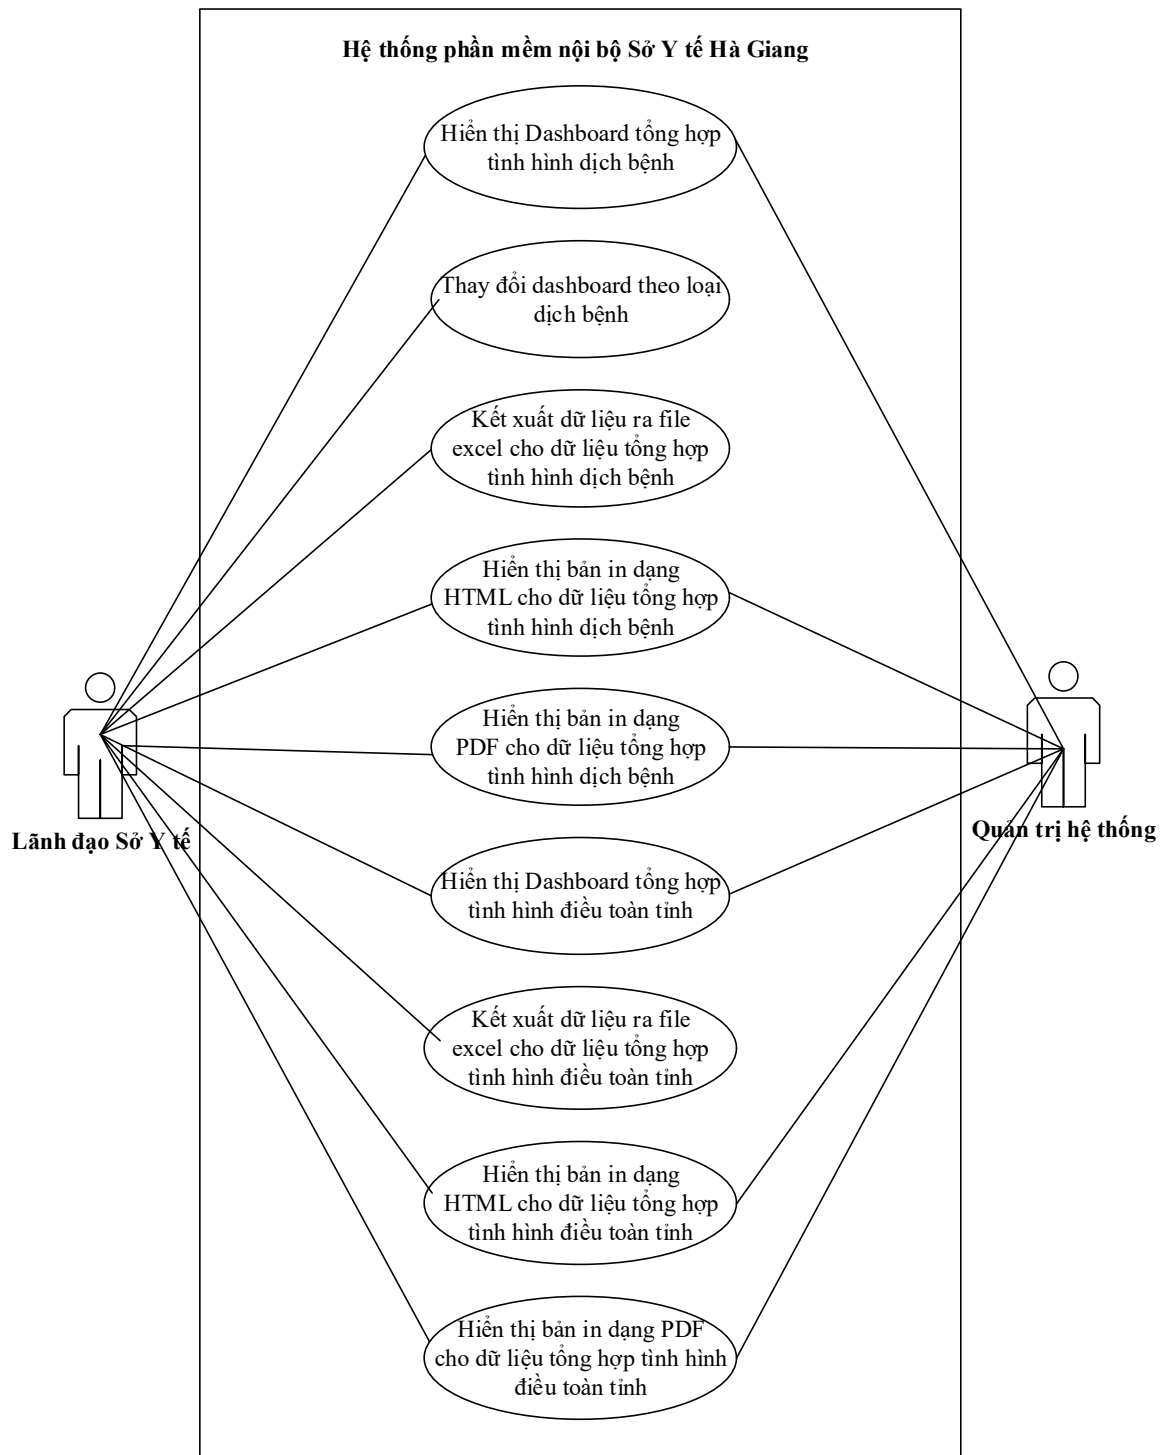 Hệ thống phần mềm nội bộ Sở Y tế Hà Giang
Hiển thị Dashboard tổng hợp
tình hình dịch bệnh
Thay đổi dashboard theo loại
dịch bệnh
Kết xuất dữ liệu ra file
excel cho dữ liệu tổng hợp
tình hình dịch bệnh
Hiển thị bản in dạng
HTML cho dữ liệu tổng hợp
tình hình dịch bệnh
Hiển thị bản in dạng
PDF cho dữ liệu tổng hợp
tình hình dịch bệnh
Lãnh đạo Sở Y tế
Quản trị hệ thống
Hiển thị Dashboard tổng hợp
tình hình điều toàn tỉnh
Kết xuất dữ liệu ra file
excel cho dữ liệu tổng hợp
tình hình điều toàn tỉnh
Hiển thị bản in dạng
HTML cho dữ liệu tổng hợp
tình hình điều toàn tỉnh
Hiển thị bản in dạng PDF
cho dữ liệu tổng hợp tình hình
điều toàn tỉnh